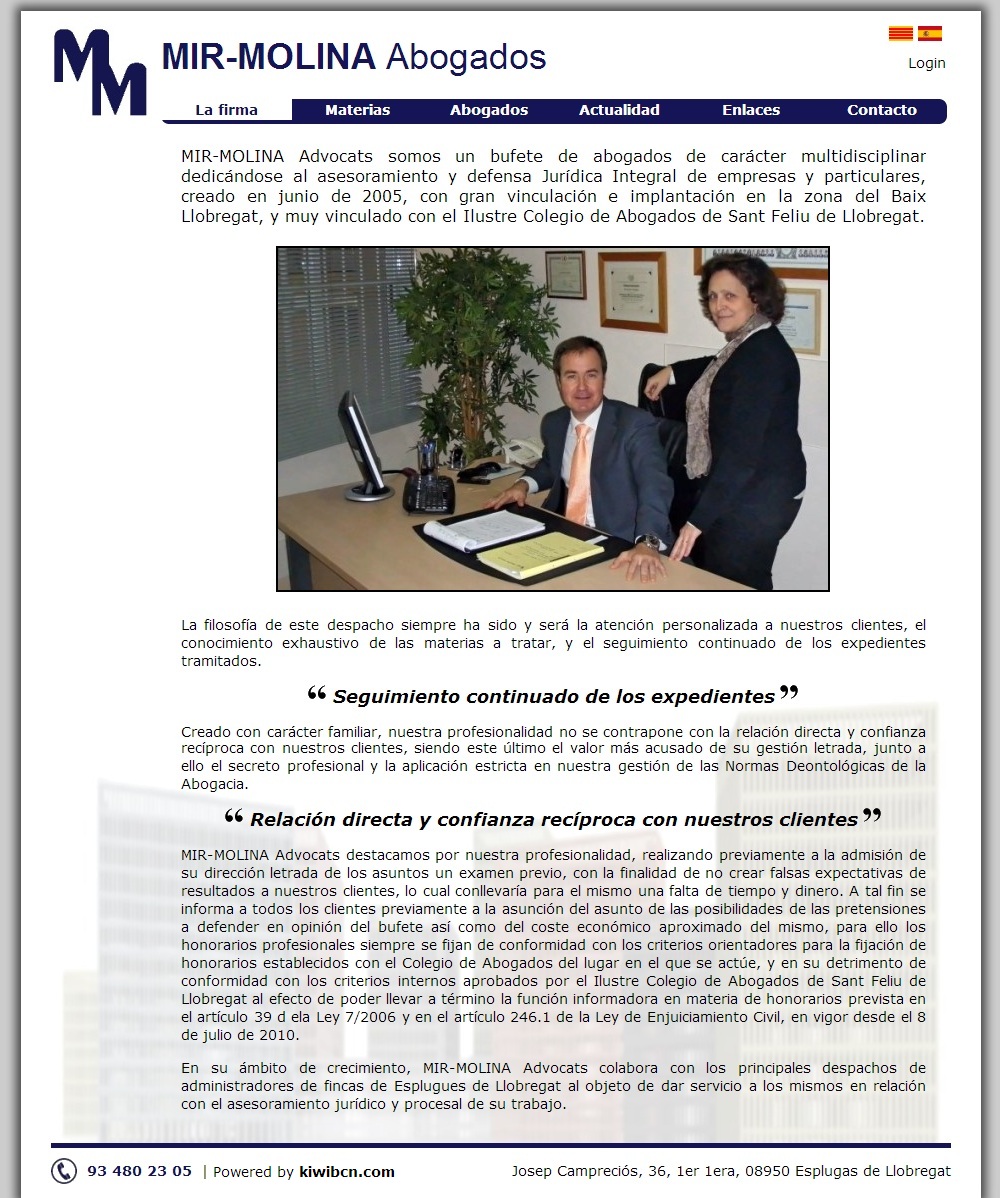 MM
MIR-MOLINA Abogados
Login
La firma Materias Abogados Actualidad Enlaces Contacto
MIR-MOLINA Advocats somos un bufete de abogados de carácter multidisciplinar
dedicándose al asesoramiento y defensa Jurídica Integral de empresas y particulares,
creado en junio de 2005, con gran vinculación e implantación en la zona del Baix
Llobregat, y muy vinculado con el Ilustre Colegio de Abogados de Sant Feliu de Llobregat.
La filosofía de este despacho siempre ha sido y será la atención personalizada a nuestros clientes, el
conocimiento exhaustivo de las materias a tratar, y el seguimiento continuado de los expedientes
tramitados.
“ Seguimiento continuado de los expedientes ”
Creado con carácter familiar, nuestra profesionalidad no se contrapone con la relación directa y confianza
recíproca con nuestros clientes, siendo este último el valor más acusado de su gestión letrada, junto a
ello el secreto profesional y la aplicación estricta en nuestra gestión de las Normas Deontológicas de la
Abogacia.
“ Relación directa y confianza recíproca con nuestros clientes ”
MIR-MOLINA Advocats destacamos por nuestra profesionalidad, realizando previamente a la admisión de
su dirección letrada de los asuntos un examen previo, con la finalidad de no crear falsas expectativas de
resultados a nuestros clientes, lo cual conllevaría para el mismo una falta de tiempo y dinero. A tal fin se
informa a todos los clientes previamente a la asunción del asunto de las posibilidades de las pretensiones
a defender en opinión del bufete así como del coste económico aproximado del mismo, para ello los
honorarios profesionales siempre se fijan de conformidad con los criterios orientadores para la fijación de
honorarios establecidos con el Colegio de Abogados del lugar en el que se actúe, y en su detrimento de
conformidad con los criterios internos aprobados por el Ilustre Colegio de Abogados de Sant Feliu de
Llobregat al efecto de poder llevar a término la función informadora en materia de honorarios prevista en
el artículo 39 d ela Ley 7/2006 y en el artículo 246.1 de la Ley de Enjuiciamiento Civil, en vigor desde el 8
de julio de 2010.
En su ámbito de crecimiento, MIR-MOLINA Advocats colabora con los principales despachos de
administradores de fincas de Esplugues de Llobregat al objeto de dar servicio a los mismos en relación
con el asesoramiento jurídico y procesal de su trabajo.
93 480 23 05 | Powered by kiwibcn.com Josep Campreciós, 36, 1er 1era, 08950 Esplugas de Llobregat